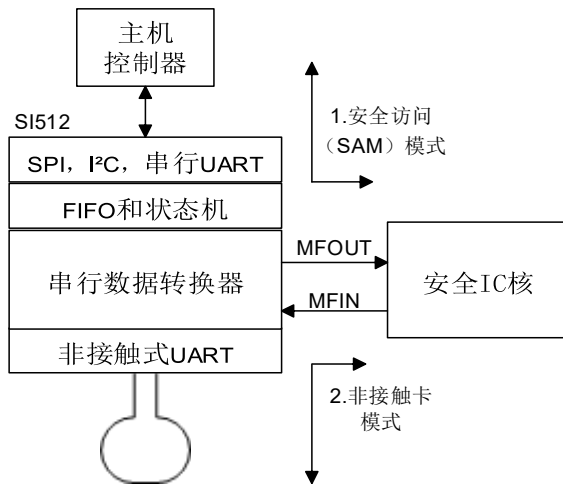 主机
控制器
SI512
1.安全访问
（SAM）模式
SPI，I²C，串行UART
FIFO和状态机
MFOUT
串行数据转换器
安全IC核
MFIN
非接触式UART
2.非接触卡
模式